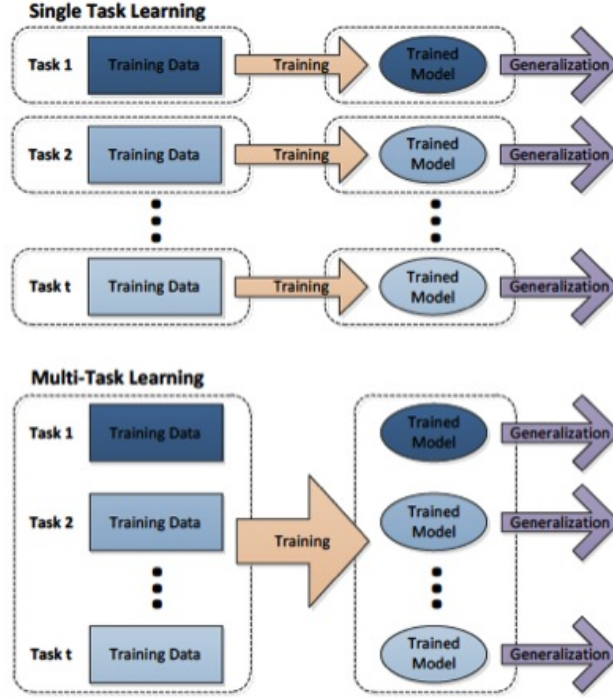 Single Task Learning
Task 1 Training Data Training Trained Model Generalization
Task 2 Training Data Training Trained Model Generalization
Task t Training Data Training Trained Model Generalization
Multi-Task Learning
Task 1 Training Data Trained Model Generalization
Task 2 Training Data Training Trained Model Generalization
Task t Training Data Trained Model Generalization